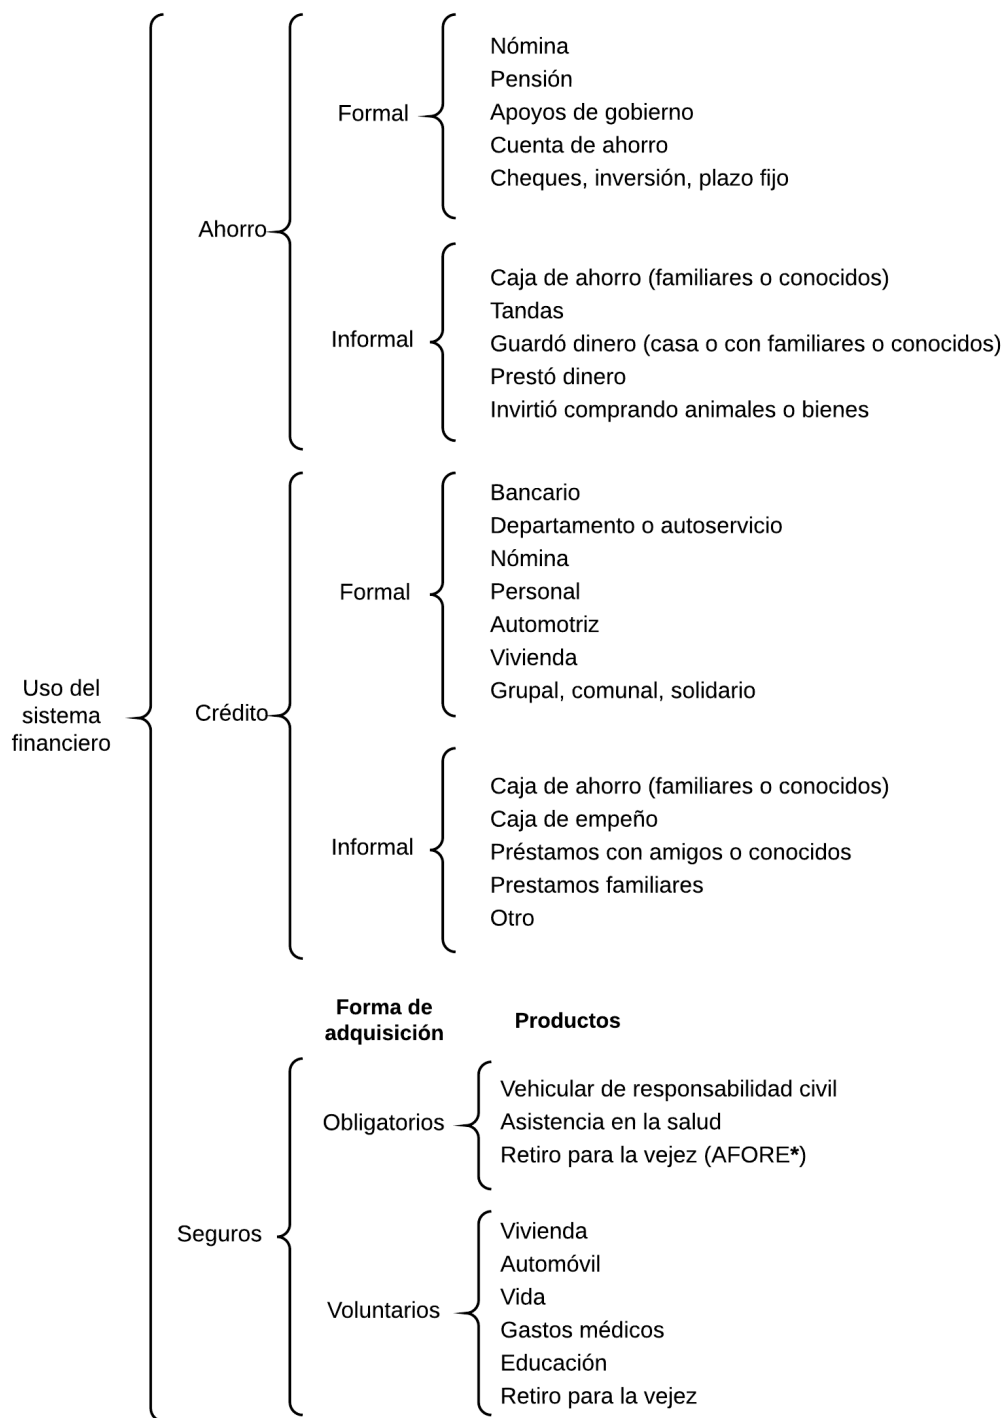 Uso del
sistema
financiero
Ahorro
Formal
Nómina
Pensión
Apoyos de gobierno
Cuenta de ahorro
Cheques, inversión, plazo fijo
Informal
Caja de ahorro (familiares o conocidos)
Tandas
Guardó dinero (casa o con familiares o conocidos)
Prestó dinero
Invirtió comprando animales o bienes
Crédito
Formal
Bancario
Departamento o autoservicio
Nómina
Personal
Automotriz
Vivienda
Grupal, comunal, solidario
Informal
Caja de ahorro (familiares o conocidos)
Caja de empeño
Préstamos con amigos o conocidos
Prestamos familiares
Otro
Forma de
adquisición
Productos
Seguros
Obligatorios
Vehicular de responsabilidad civil
Asistencia en la salud
Retiro para la vejez (AFORE*)
Voluntarios
Vivienda
Automóvil
Vida
Gastos médicos
Educación
Retiro para la vejez